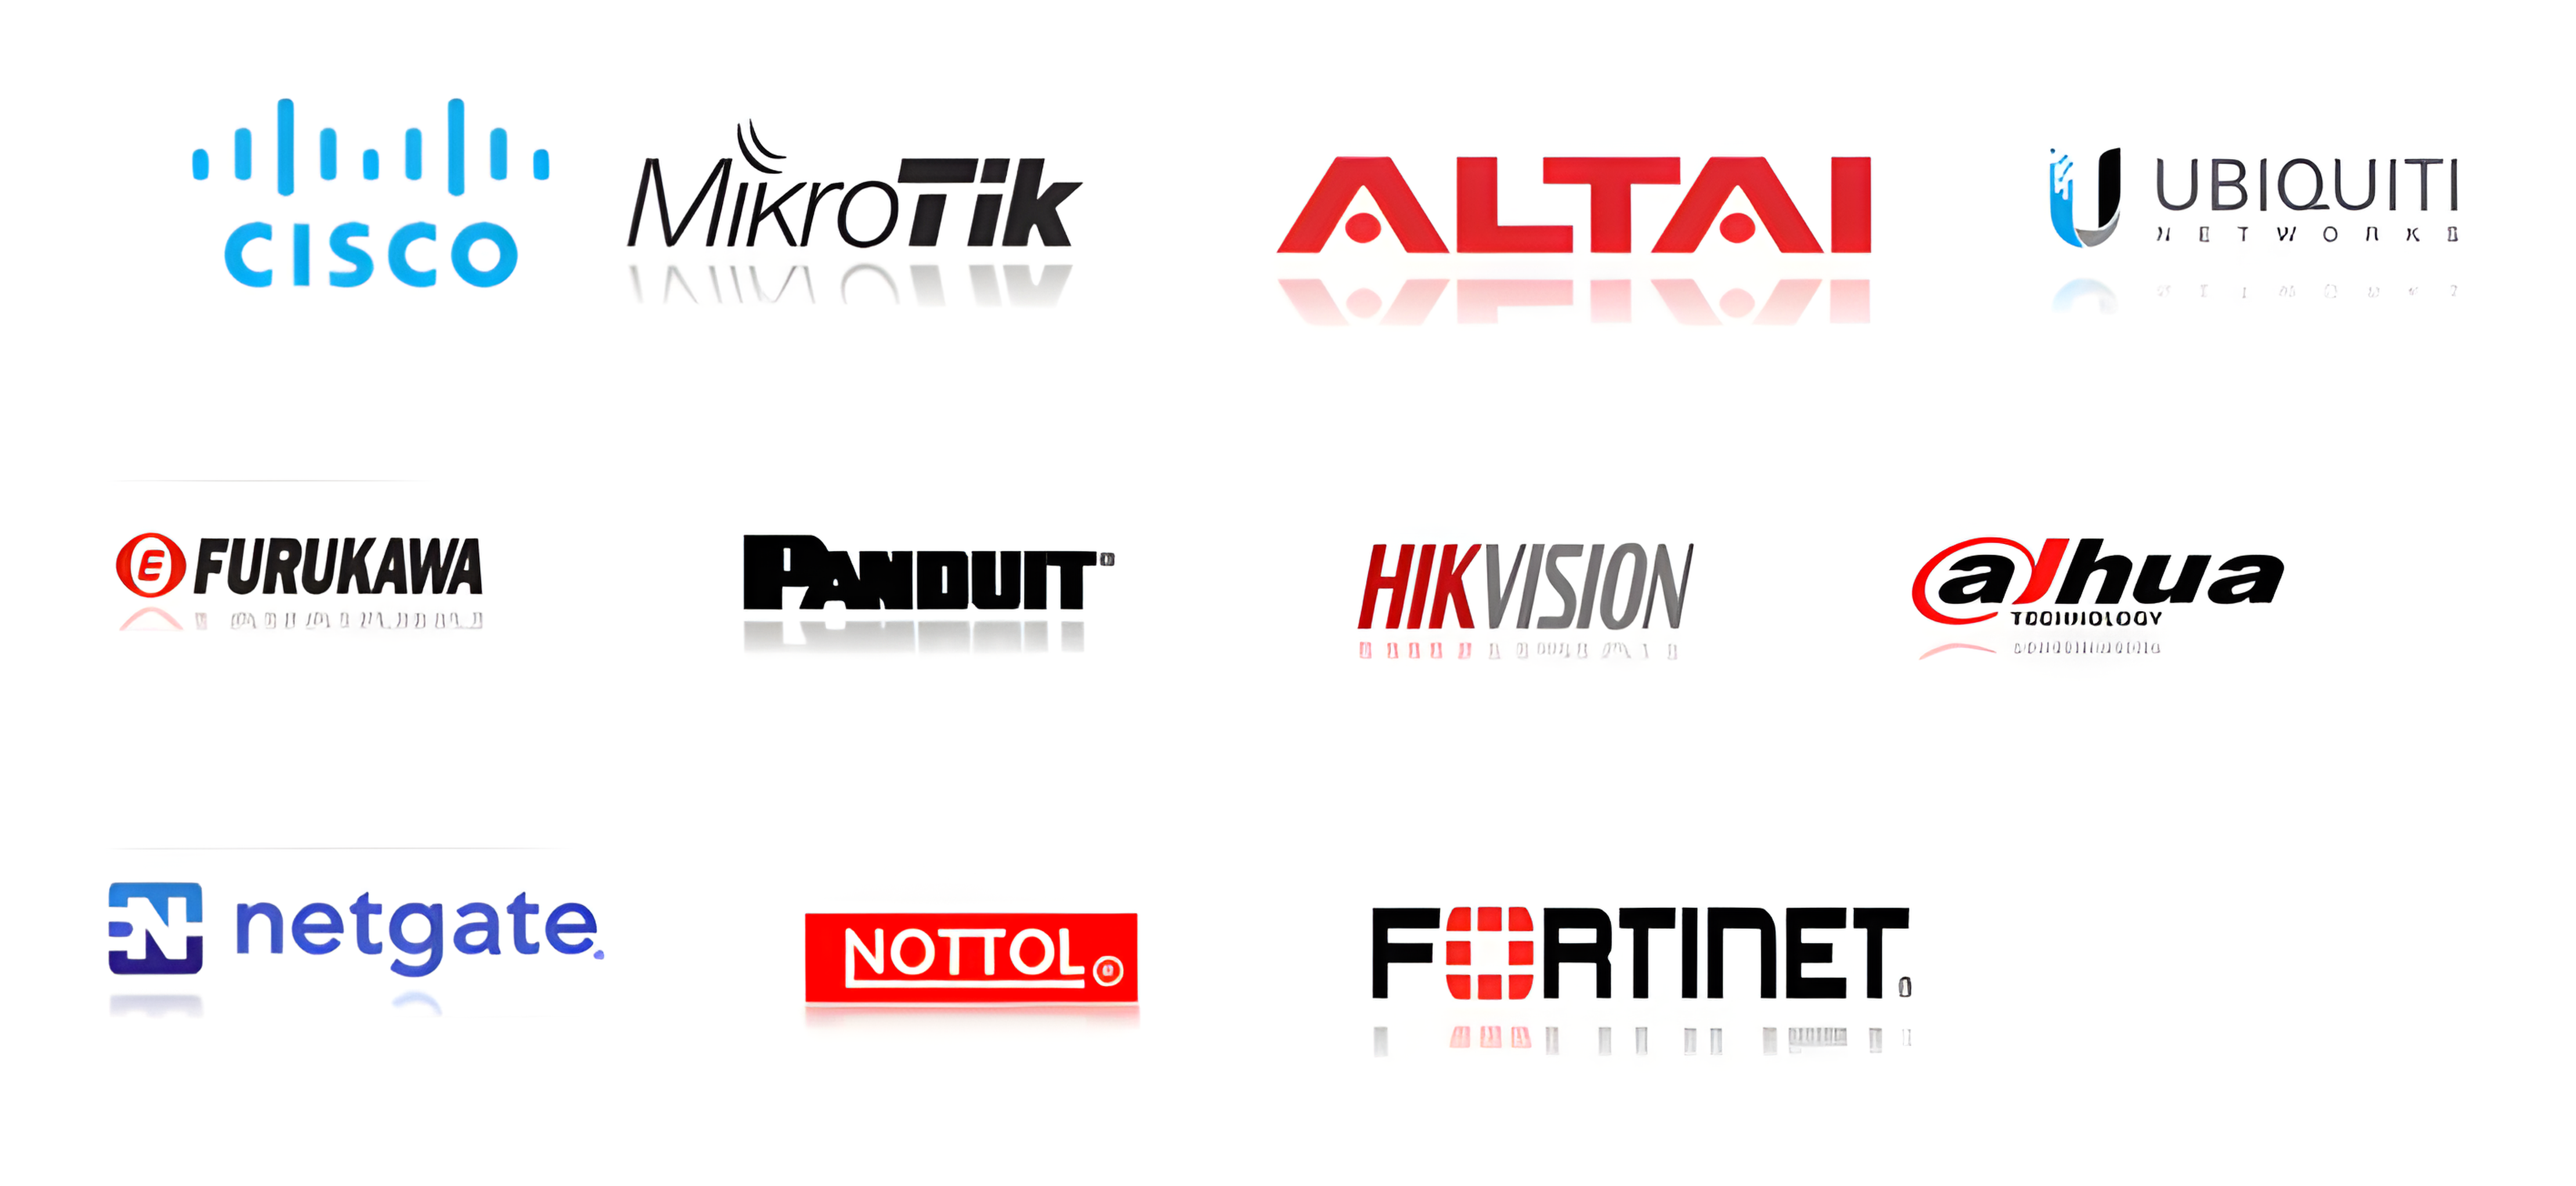 CISCO
MikroTik
ALTAI
UBIQUITI
NETWORKS
FURUKAWA
PANDUIT
HIKVISION
alhua
netgate.
NOTTOL
FORTINET